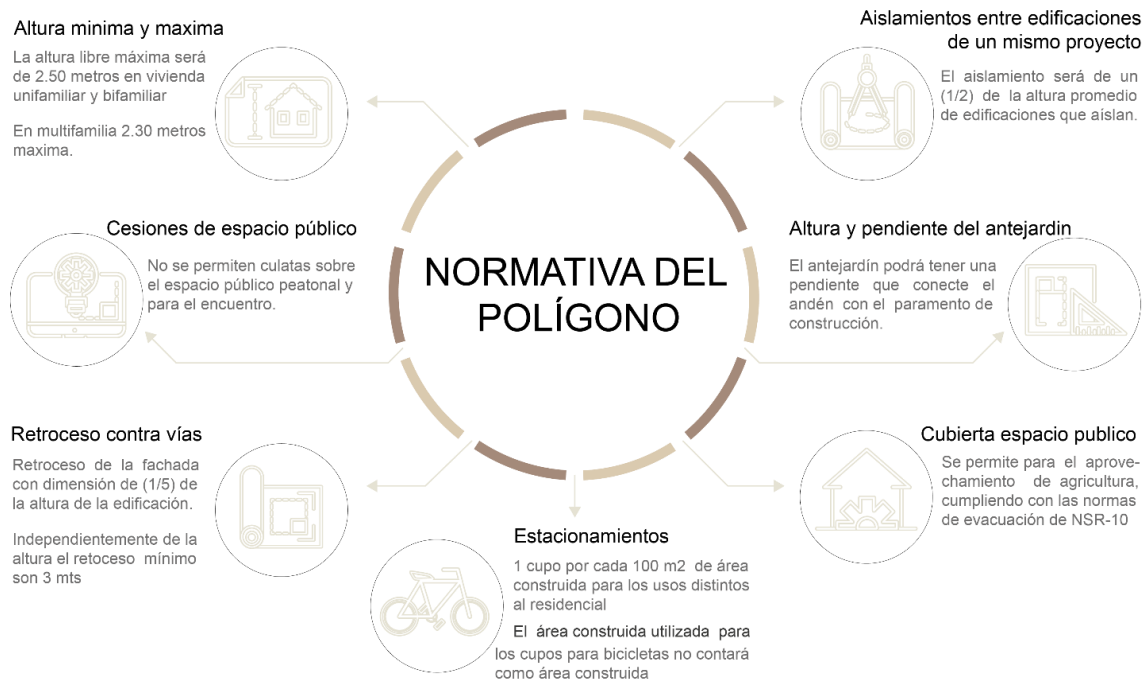 Altura minima y maxima
La altura libre máxima será
de 2.50 metros en vivienda
unifamiliar y bifamiliar
En multifamilia 2.30 metros
maxima.
Aislamientos entre edificaciones
de un mismo proyecto
El aislamiento será de un
(1/2) de la altura promedio
de edificaciones que aíslan.
Cesiones de espacio público
No se permiten culatas sobre
el espacio público peatonal y
para el encuentro.
NORMATIVA DEL
POLÍGONO
Altura y pendiente del antejardin
El antejardín podrá tener una
pendiente que conecte el
andén con el paramento de
construcción.
Retroceso contra vías
Retroceso de la fachada
con dimensión de (1/5) de
la altura de la edificación.
Independientemente de la
altura el retoceso mínimo
son 3 mts
Estacionamientos
1 cupo por cada 100 m2 de área
construida para los usos distintos
al residencial
El área construida utilizada para
los cupos para bicicletas no contará
como área construida
Cubierta espacio publico
Se permite para el aprove-
chamiento de agricultura,
cumpliendo con las normas
de evacuación de NSR-10